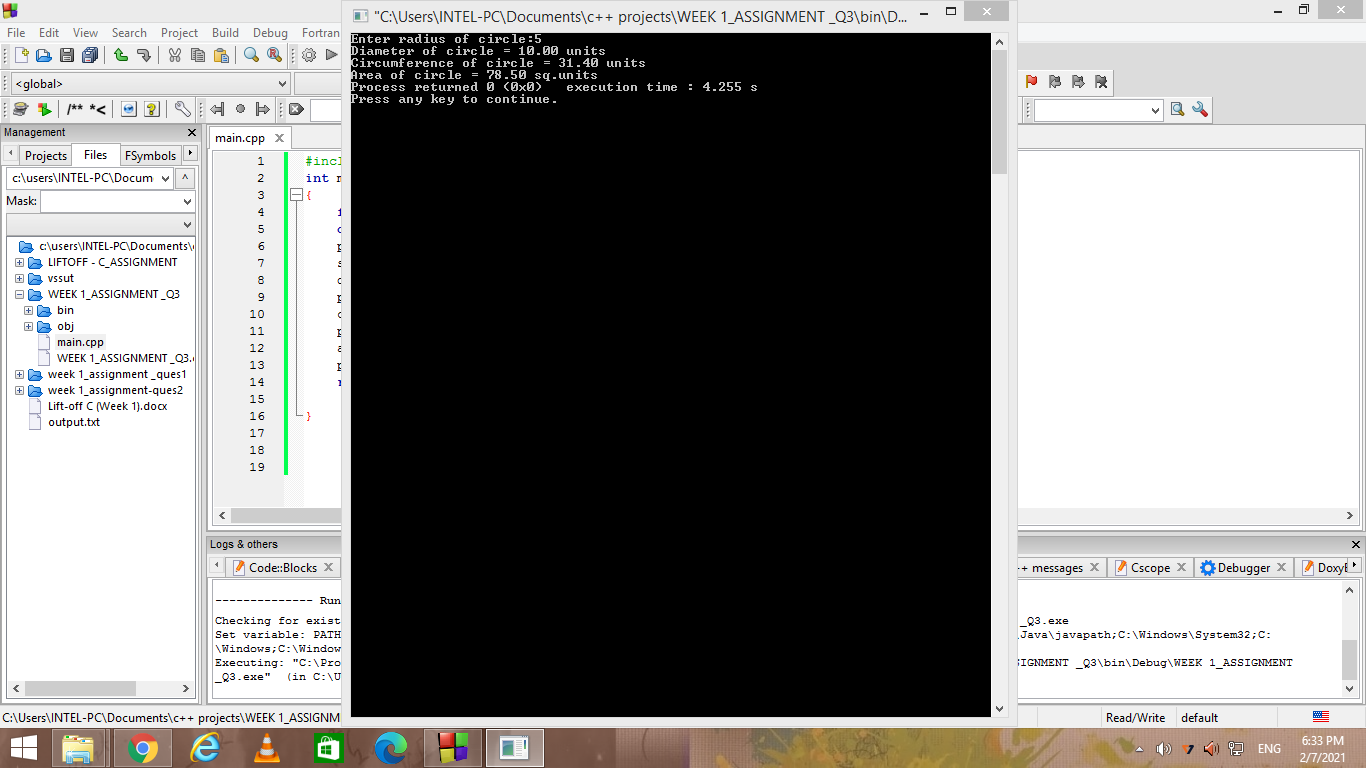 "C:\Users\INTEL-PC\Documents\c++ projects\WEEK 1_ASSIGNMENT _Q3\bin\D...
File Edit View Search Project Build Debug Fortran
<global>
/** *<
Management
Projects Files FSymbols
c:\users\INTEL-PC\Docum
Mask:
c:\users\INTEL-PC\Documents\
LIFTOFF - C_ASSIGNMENT
vssut
WEEK 1_ASSIGNMENT _Q3
bin
obj
main.cpp
WEEK 1_ASSIGNMENT _Q3.
week 1_assignment _ques1
week 1_assignment-ques2
Lift-off C (Week 1).docx
output.txt
main.cpp
1 #incl
2 int m
3 {
4
5
6 p
7 s
8
9 p
10
11 p
12 a
13 p
14 r
15
16 }
17
18
19
Enter radius of circle:5
Diameter of circle = 10.00 units
Circumference of circle = 31.40 units
Area of circle = 78.50 sq.units
Process returned 0 (0x0) execution time : 4.255 s
Press any key to continue.
Logs & others
Code::Blocks
++ messages Cscope Debugger DoxyB
-------------- Run
Checking for exist
_Q3.exe
Set variable: PATH
\Java\javapath;C:\Windows\System32;C:
\Windows;C:\Window
Executing: "C:\Pro
SIGNMENT _Q3\bin\Debug\WEEK 1_ASSIGNMENT
_Q3.exe" (in C:\U
C:\Users\INTEL-PC\Documents\c++ projects\WEEK 1_ASSIGNM
Read/Write default
ENG
6:33 PM
2/7/2021